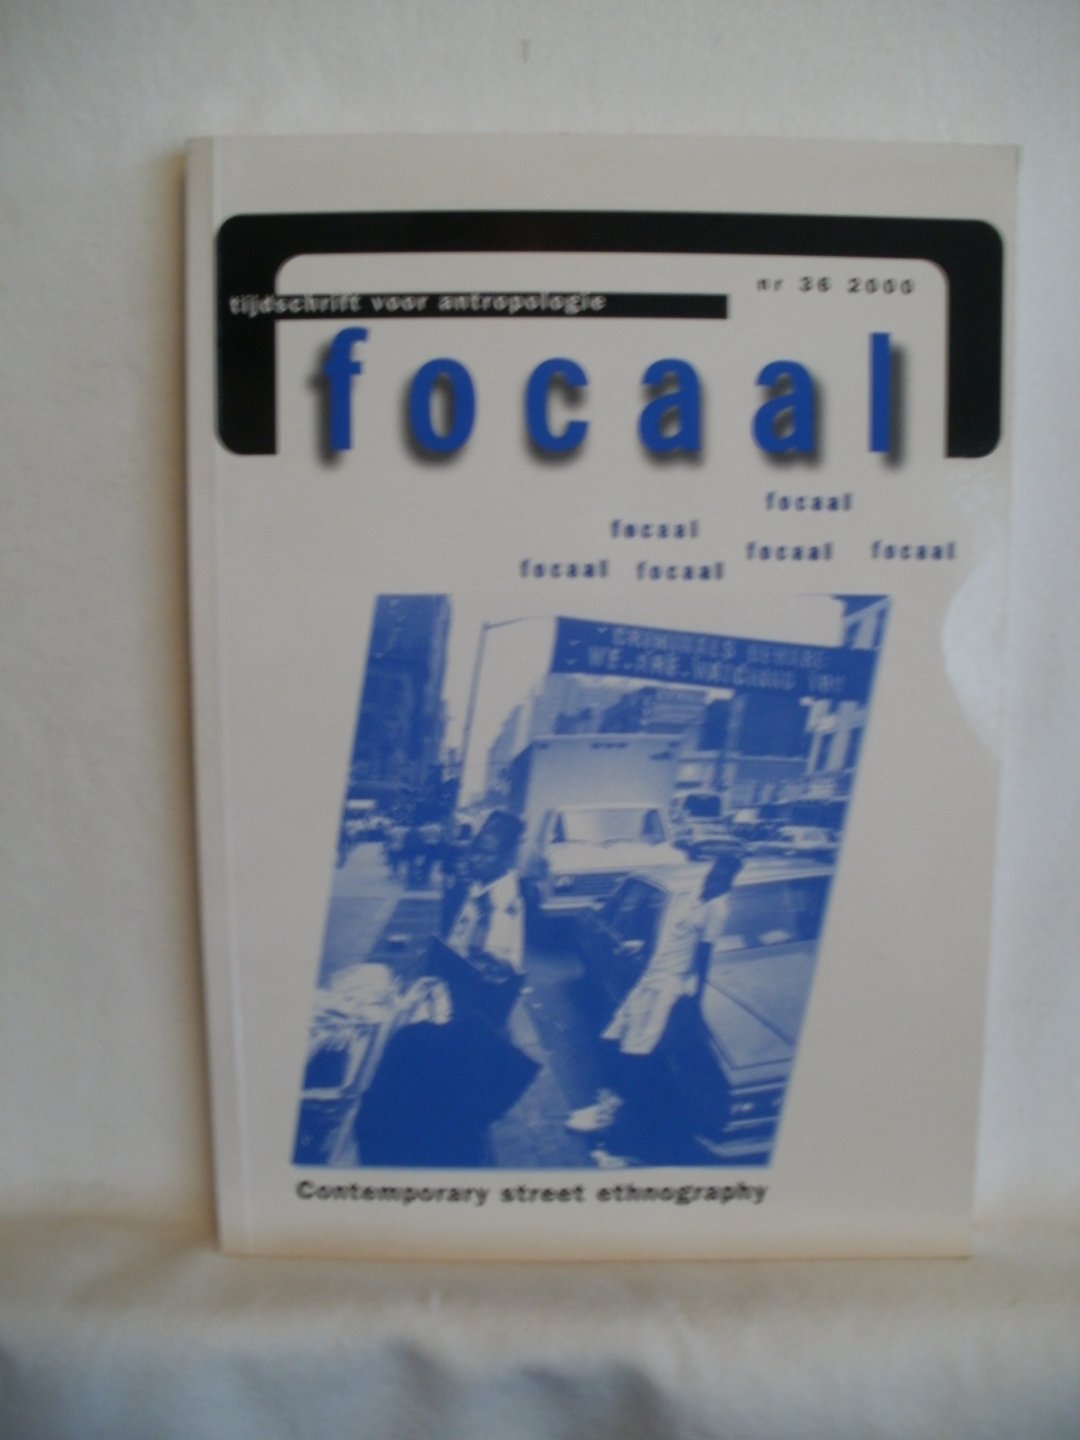 nr 36 2000
tijdschrift voor antropologie
focaal
focaal
focaal
focaal focaal
focaal focaal
CRIMINALS BEWARE
WE ARE WATCHING YOU
Contemporary street ethnography